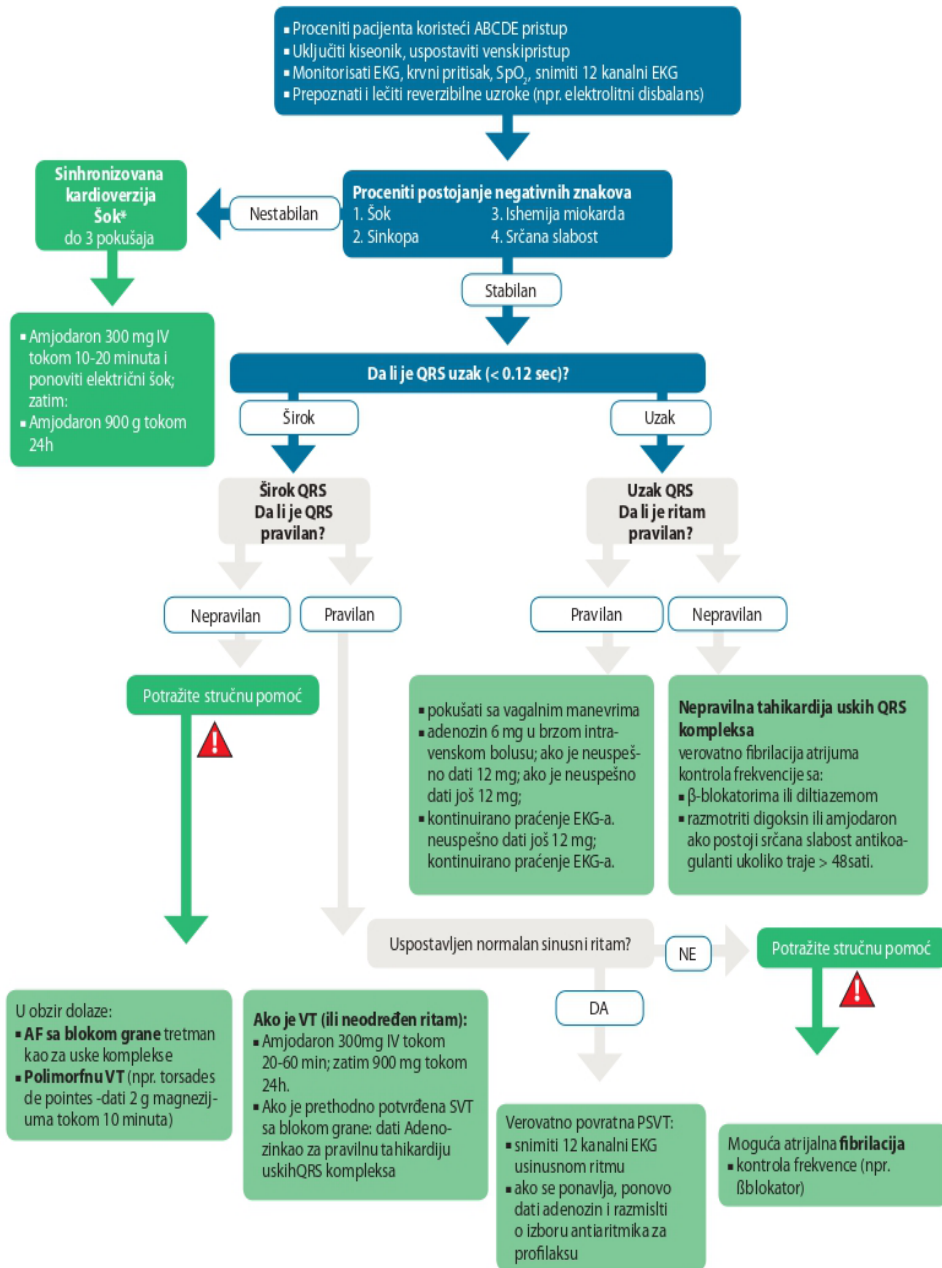 ▪ Proceniti pacijenta koristeći ABCDE pristup
▪ Uključiti kiseonik, uspostaviti venskipristup
▪ Monitorisati EKG, krvni pritisak, SpO₂, snimiti 12 kanalni EKG
▪ Prepoznati i lečiti reverzibilne uzroke (npr. elektrolitni disbalans)
Sinhronizovana
kardioverzija
Šok*
do 3 pokušaja
Nestabilan
Proceniti postojanje negativnih znakova
1. Šok 3. Ishemija miokarda
2. Sinkopa 4. Srčana slabost
Stabilan
▪ Amjodaron 300 mg IV
tokom 10-20 minuta i
ponoviti električni šok;
zatim:
▪ Amjodaron 900 g tokom
24h
Da li je QRS uzak (< 0.12 sec)?
Širok
Uzak
Širok QRS
Da li je QRS
pravilan?
Uzak QRS
Da li je ritam
pravilan?
Nepravilan
Pravilan
Pravilan
Nepravilan
Potražite stručnu pomoć
!
▪ pokušati sa vagalnim manevrima
▪ adenozin 6 mg u brzom intra-
venskom bolusu; ako je neuspeš-
no dati 12 mg; ako je neuspešno
dati još 12 mg;
▪ kontinuirano praćenje EKG-a.
neuspešno dati još 12 mg;
kontinuirano praćenje EKG-a.
Nepravilna tahikardija uskih QRS
kompleksa
verovatno fibrilacija atrijuma
kontrola frekvencije sa:
▪ β-blokatorima ili diltiazemom
▪ razmotriti digoksin ili amjodaron
ako postoji srčana slabost antikoa-
gulanti ukoliko traje > 48sati.
Uspostavljen normalan sinusni ritam?
NE
Potražite stručnu pomoć
!
DA
U obzir dolaze:
▪ AF sa blokom grane tretman
kao za uske komplekse
▪ Polimorfnu VT (npr. torsades
de pointes -dati 2 g magnezij-
uma tokom 10 minuta)
Ako je VT (ili neodređen ritam):
▪ Amjodaron 300mg IV tokom
20-60 min; zatim 900 mg tokom
24h.
▪ Ako je prethodno potvrđena SVT
sa blokom grane: dati Adeno-
zinkao za pravilnu tahikardiju
uskihQRS kompleksa
Verovatno povratna PSVT:
▪ snimiti 12 kanalni EKG
usinusnom ritmu
▪ ako se ponavlja, ponovo
dati adenozin i razmislti
o izboru antiaritmika za
profilaksu
Moguća atrijalna fibrilacija
▪ kontrola frekvence (npr.
ßblokator)